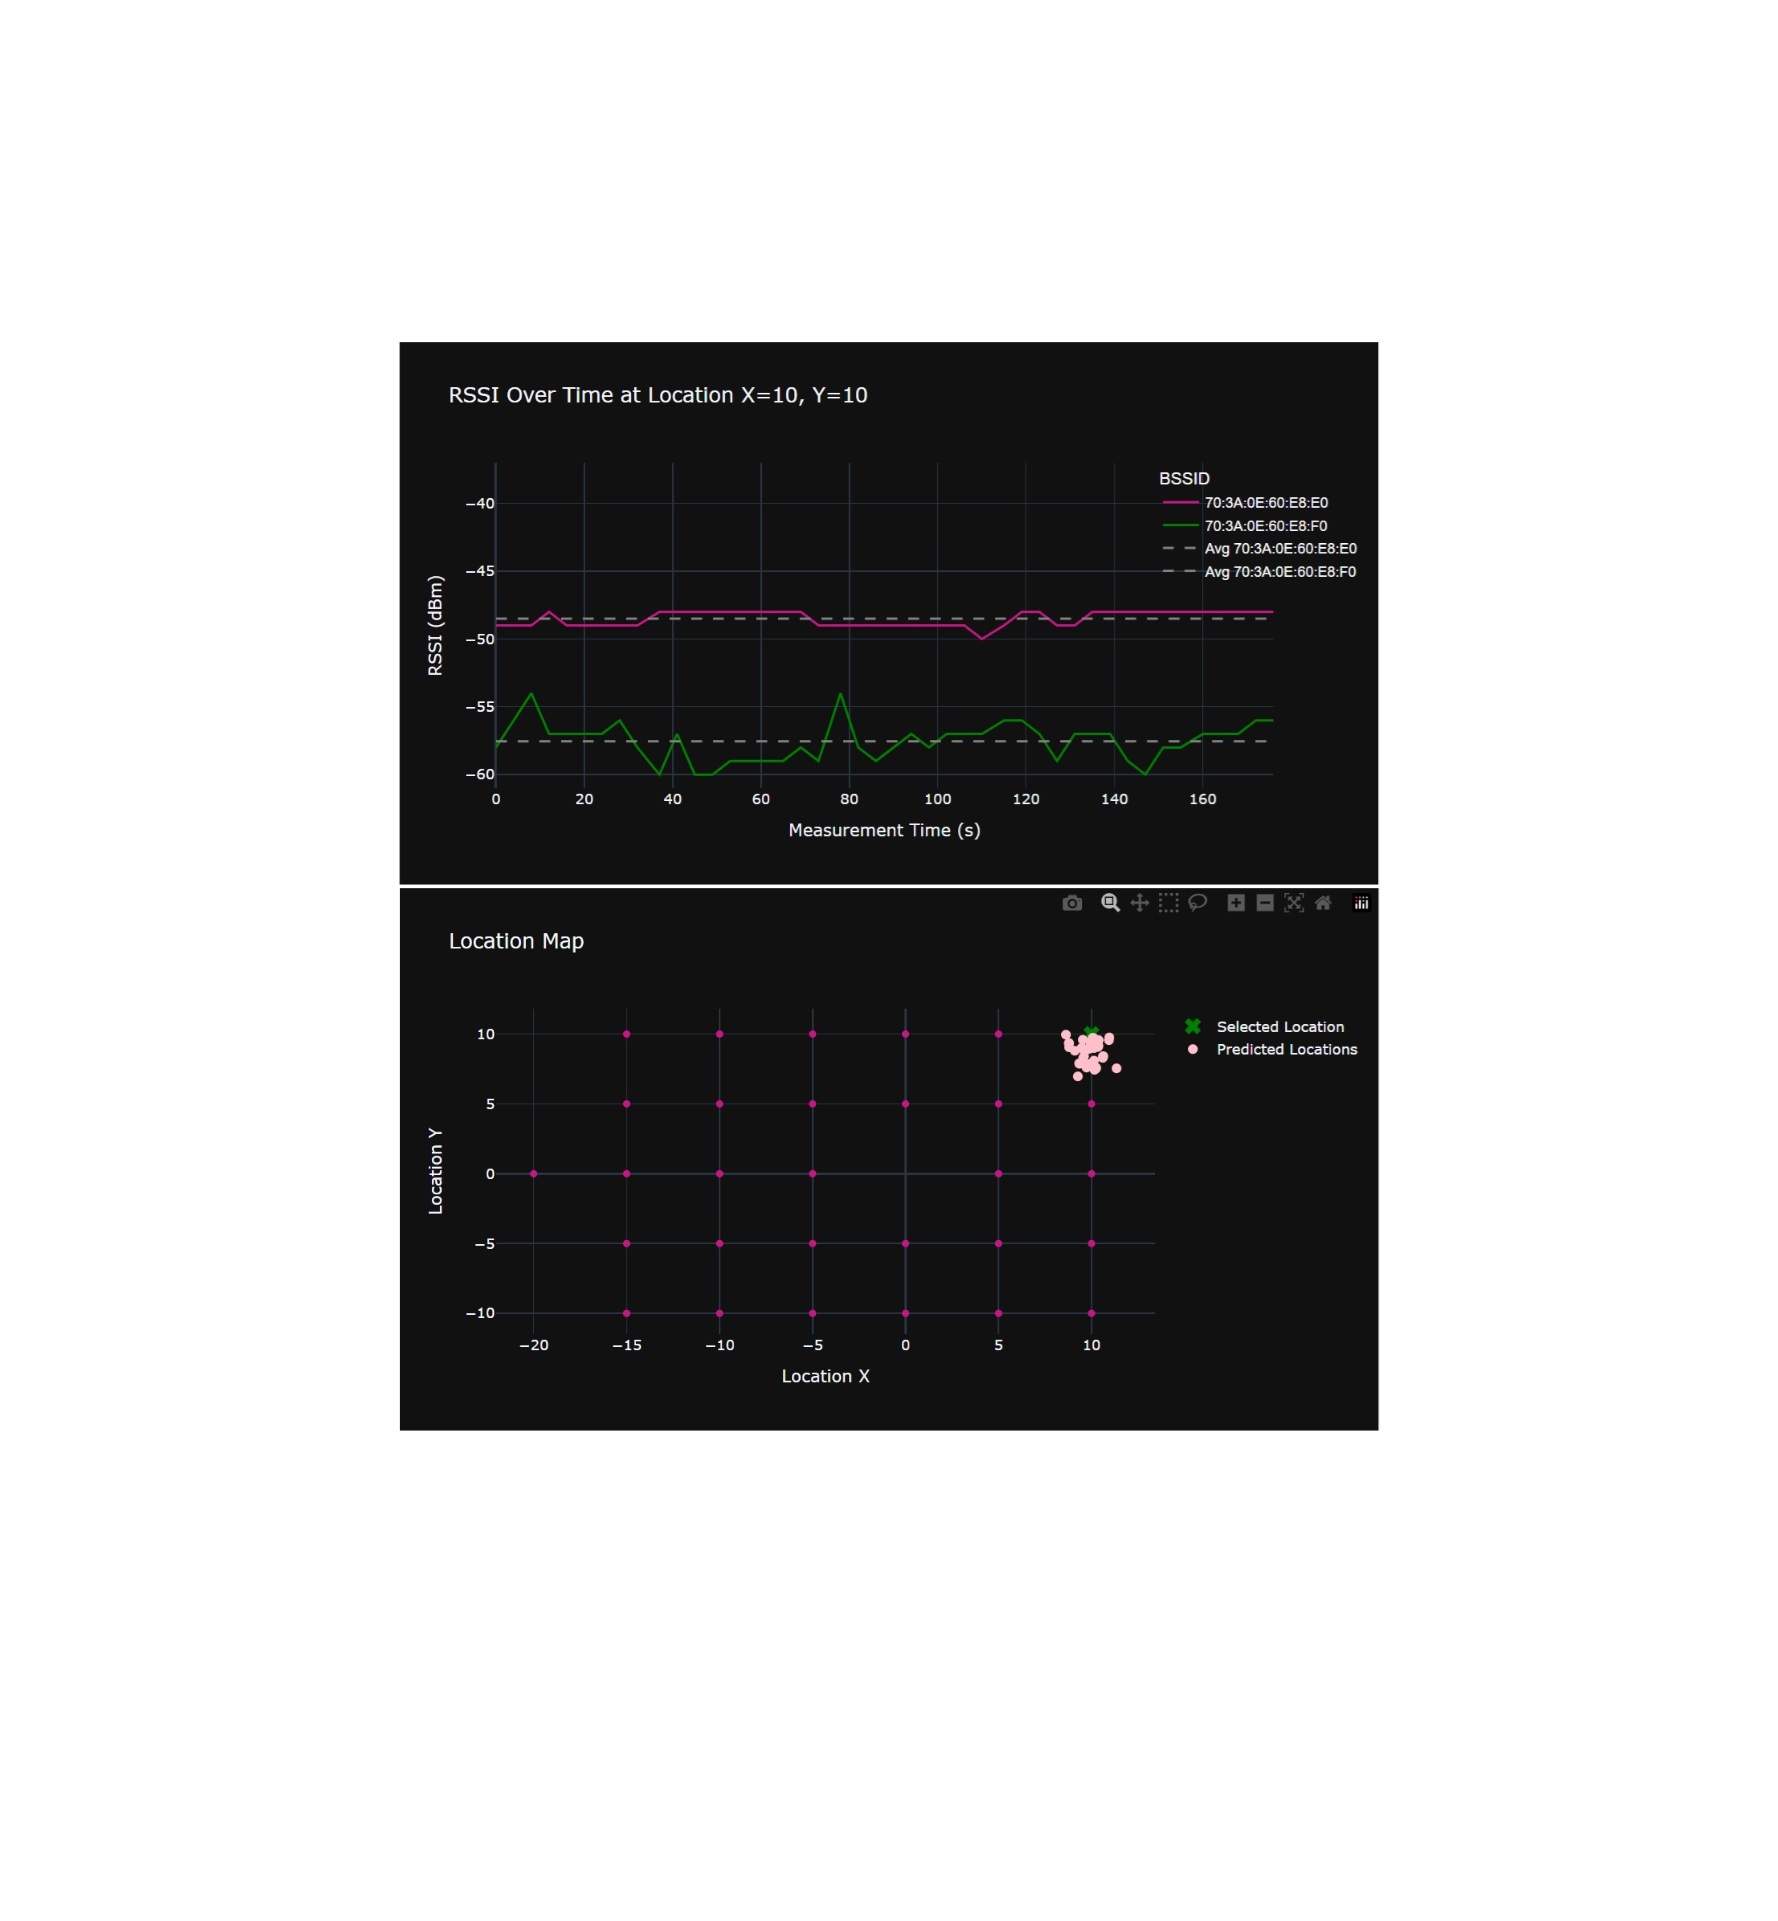 RSSI Over Time at Location X=10, Y=10
BSSID
70:3A:0E:60:E8:E0
70:3A:0E:60:E8:F0
Avg 70:3A:0E:60:E8:E0
Avg 70:3A:0E:60:E8:F0
RSSI (dBm)
−40
−45
−50
−55
−60
0 20 40 60 80 100 120 140 160
Measurement Time (s)
Location Map
Selected Location
Predicted Locations
Location Y
10
5
0
−5
−10
−20 −15 −10 −5 0 5 10
Location X